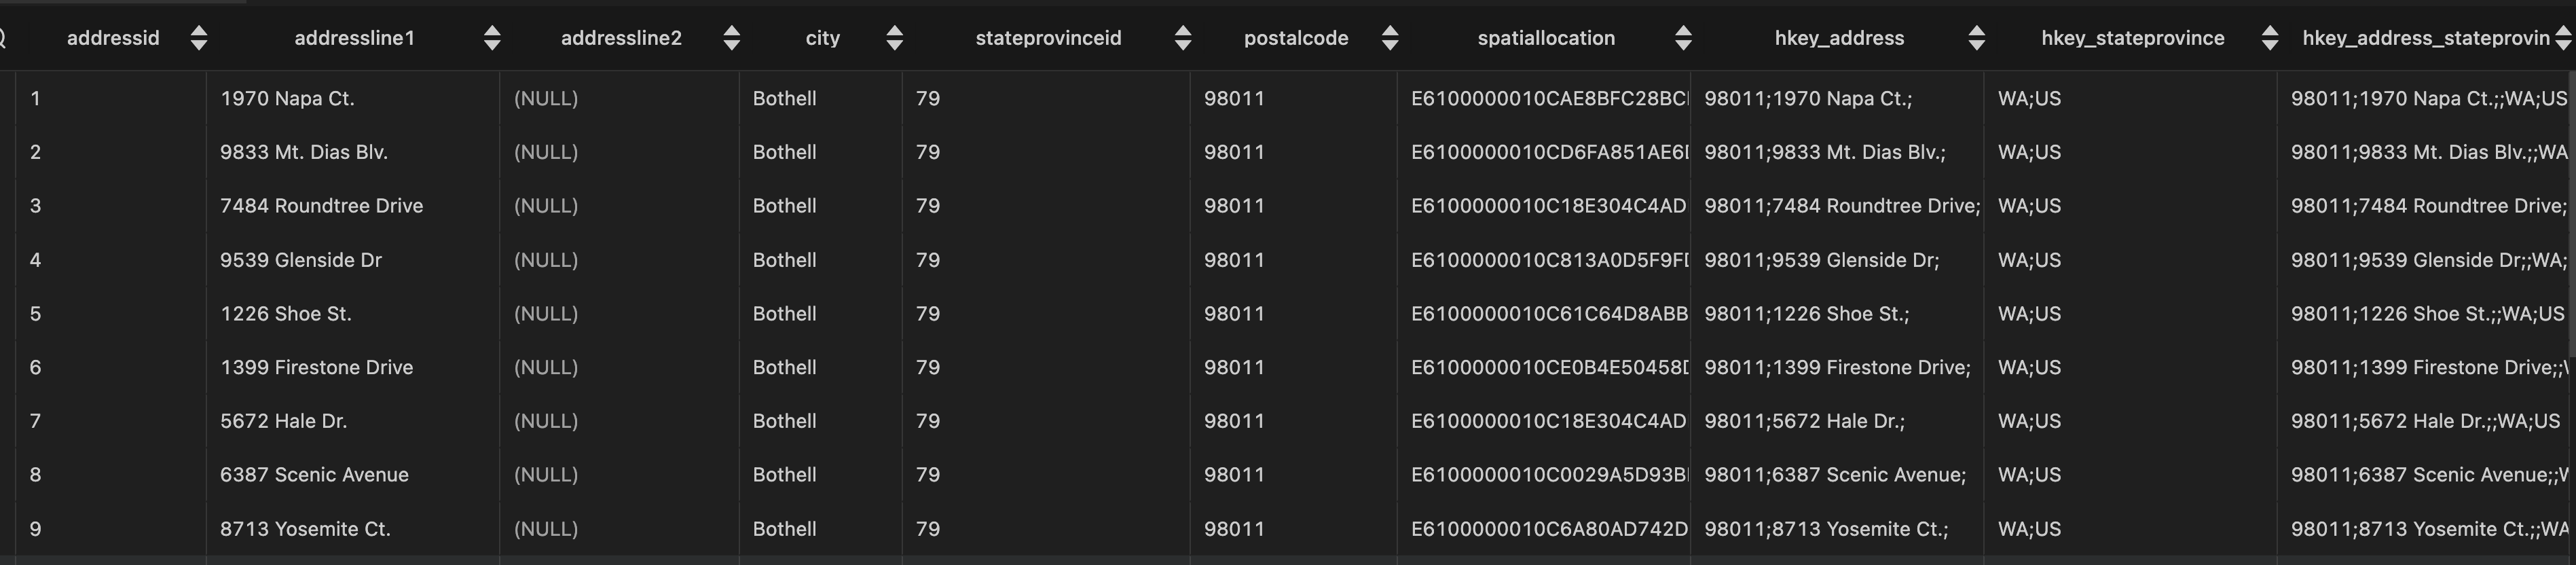 addressid addressline1 addressline2 city stateprovinceid postalcode spatiallocation hkey_address hkey_stateprovince hkey_address_stateprovin
1 1970 Napa Ct. (NULL) Bothell 79 98011 E6100000010CAE8BFC28BC 98011;1970 Napa Ct.; WA;US 98011;1970 Napa Ct.;;WA;US
2 9833 Mt. Dias Blv. (NULL) Bothell 79 98011 E6100000010CD6FA851AE6 98011;9833 Mt. Dias Blv.; WA;US 98011;9833 Mt. Dias Blv.;;WA
3 7484 Roundtree Drive (NULL) Bothell 79 98011 E6100000010C18E304C4AD 98011;7484 Roundtree Drive; WA;US 98011;7484 Roundtree Drive;
4 9539 Glenside Dr (NULL) Bothell 79 98011 E6100000010C813A0D5F9F 98011;9539 Glenside Dr; WA;US 98011;9539 Glenside Dr;;WA;
5 1226 Shoe St. (NULL) Bothell 79 98011 E6100000010C61C64D8ABB 98011;1226 Shoe St.; WA;US 98011;1226 Shoe St.;;WA;US
6 1399 Firestone Drive (NULL) Bothell 79 98011 E6100000010CE0B4E50458 98011;1399 Firestone Drive; WA;US 98011;1399 Firestone Drive;;
7 5672 Hale Dr. (NULL) Bothell 79 98011 E6100000010C18E304C4AD 98011;5672 Hale Dr.; WA;US 98011;5672 Hale Dr.;;WA;US
8 6387 Scenic Avenue (NULL) Bothell 79 98011 E6100000010C0029A5D93B 98011;6387 Scenic Avenue; WA;US 98011;6387 Scenic Avenue;;
9 8713 Yosemite Ct. (NULL) Bothell 79 98011 E6100000010C6A80AD742D 98011;8713 Yosemite Ct.; WA;US 98011;8713 Yosemite Ct.;;WA